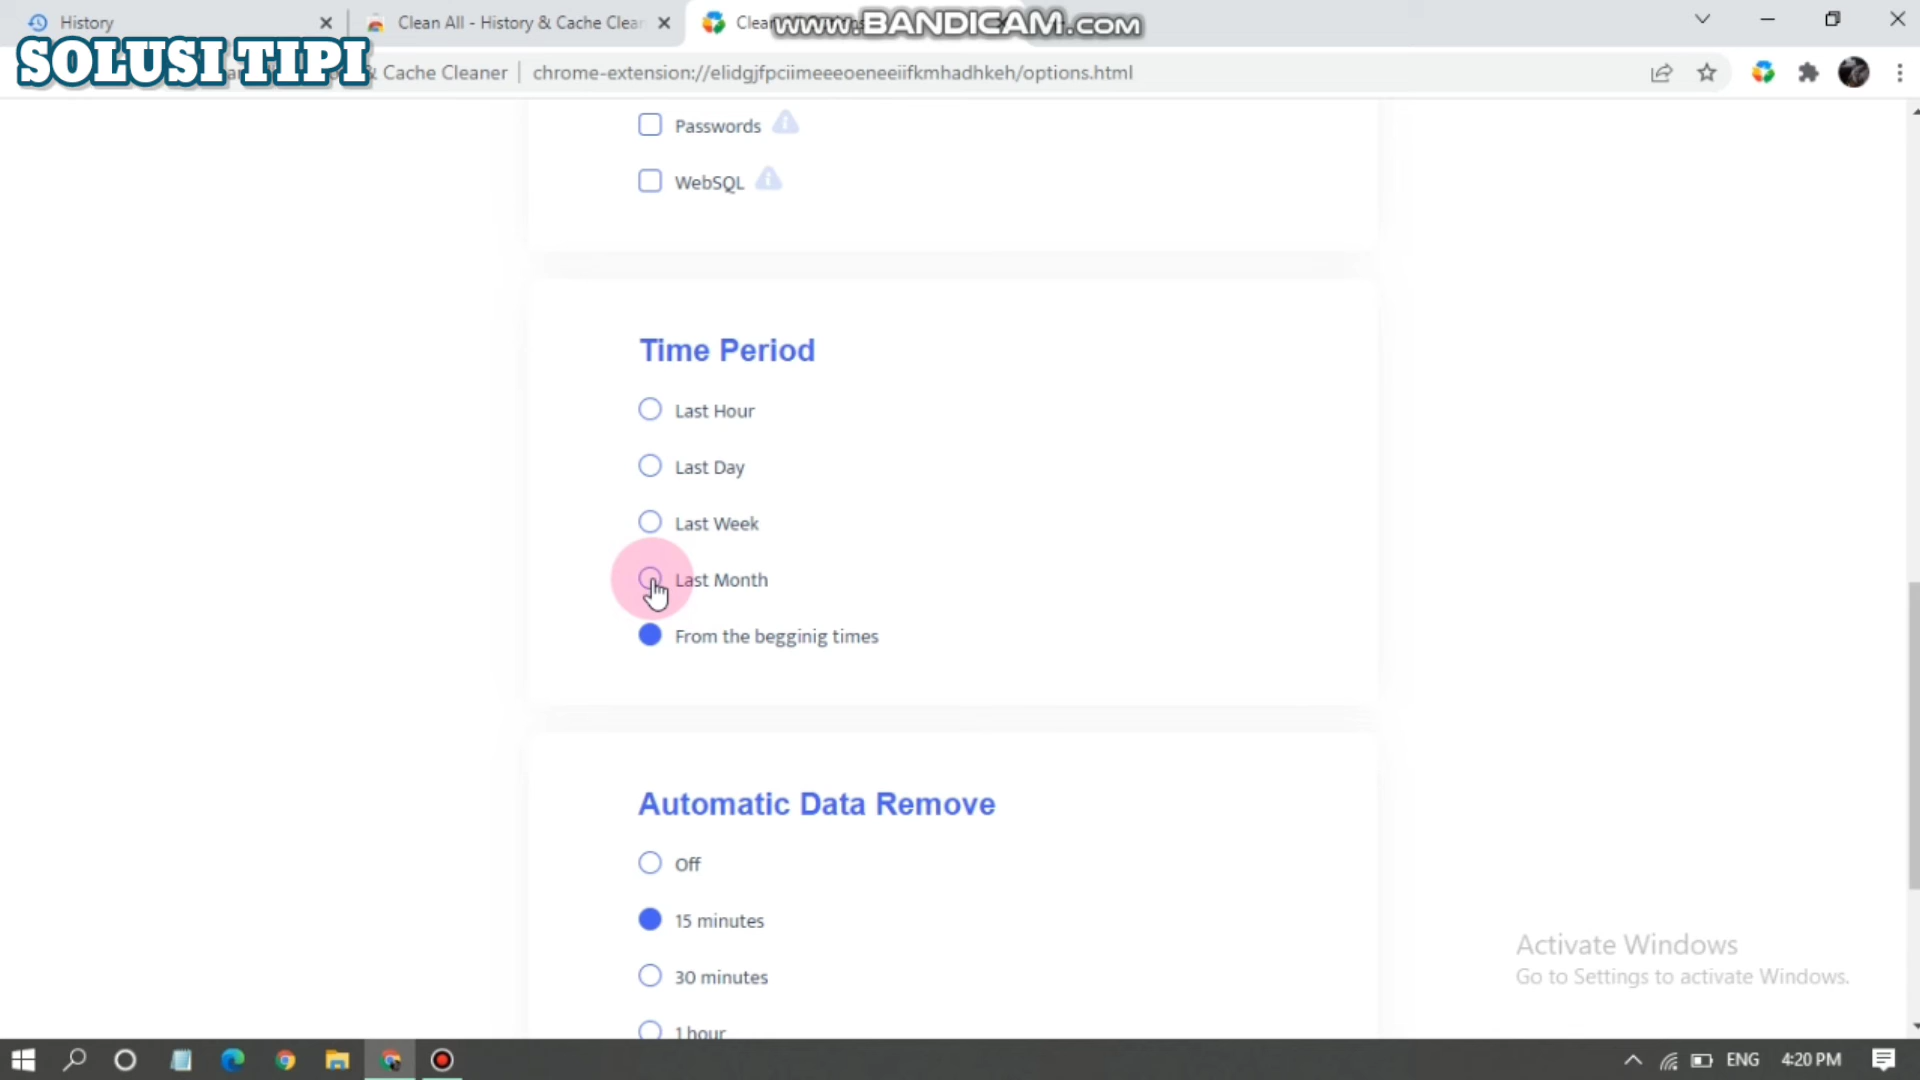 History
Clean All - History & Cache Clean
Clean
www.BANDICAM.com
SOLUSI TIPI
& Cache Cleaner
chrome-extension://elidgjfpciimeeeoeneeiifkmhadhkeh/options.html
Passwords
WebSQL
Time Period
Last Hour
Last Day
Last Week
Last Month
From the begginig times
Automatic Data Remove
Off
15 minutes
30 minutes
1 hour
Activate Windows
Go to Settings to activate Windows.
ENG
4:20 PM